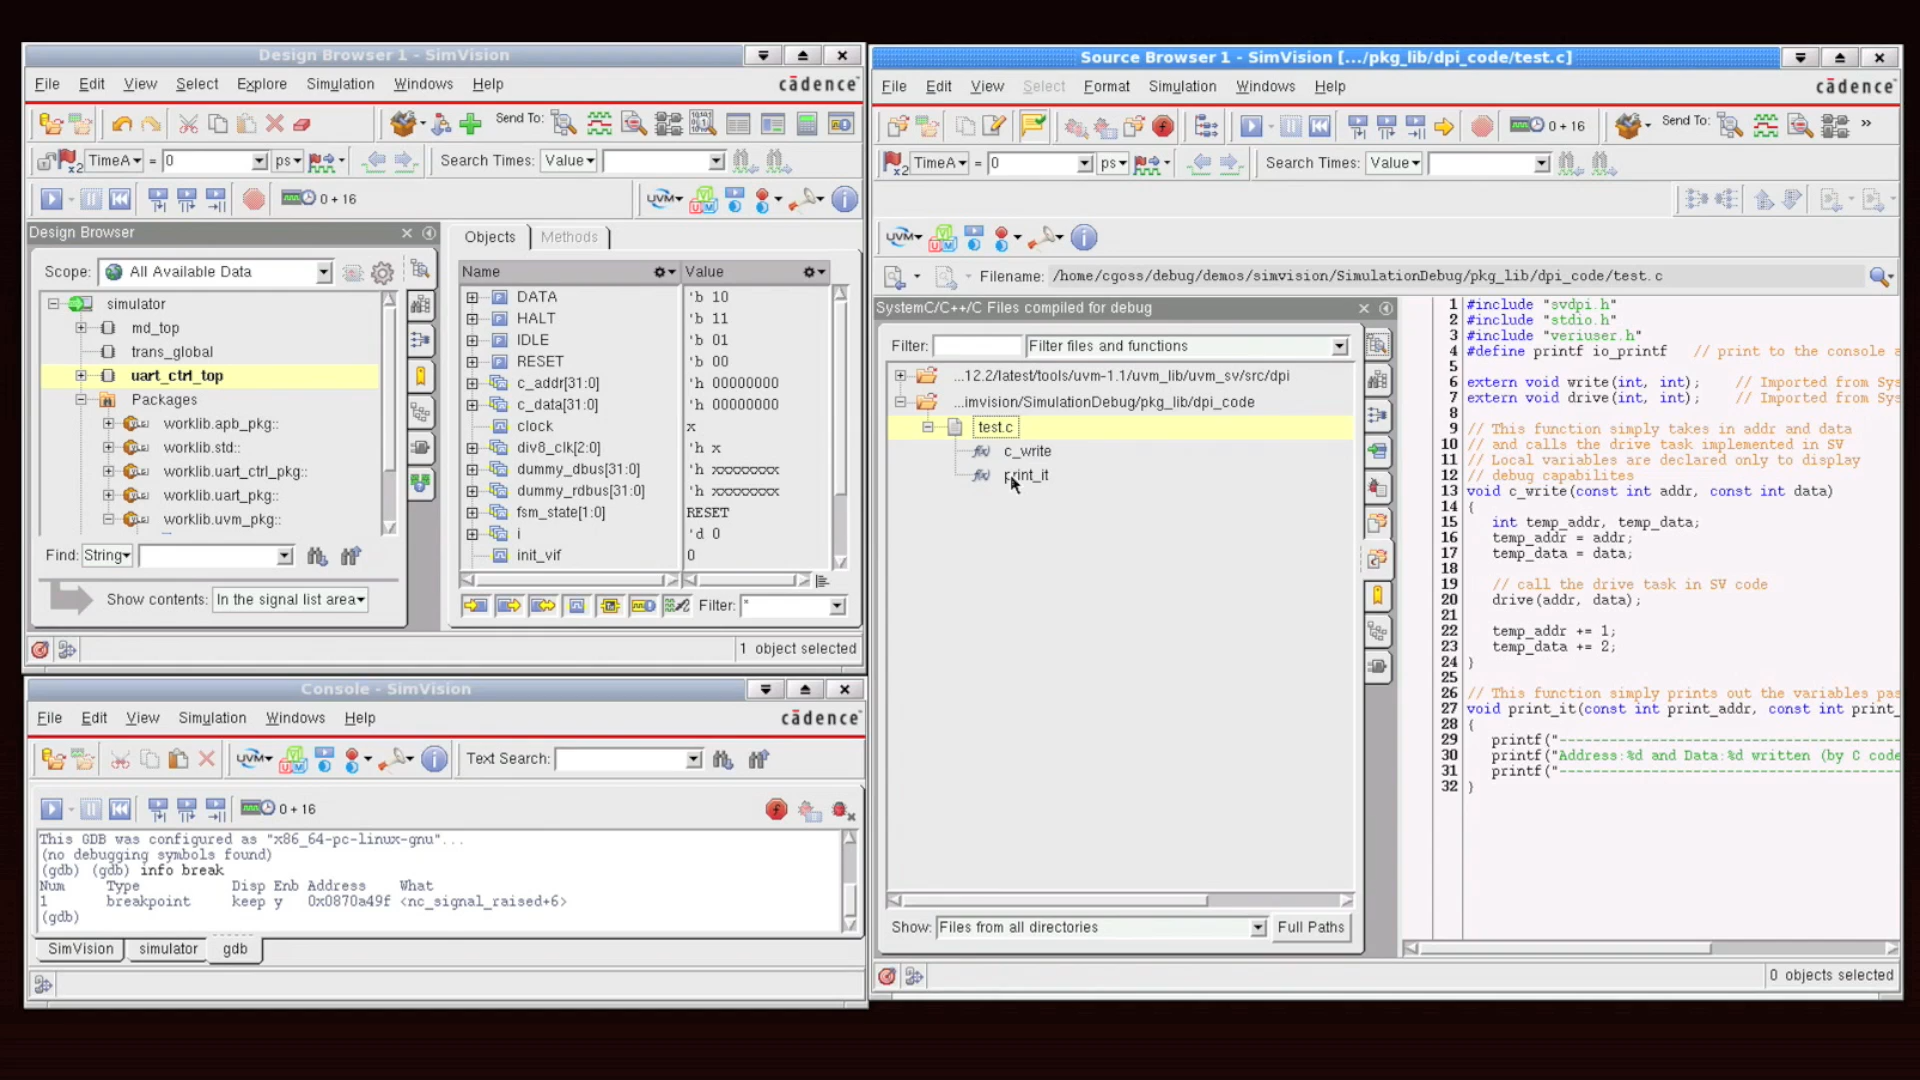 Design Browser 1 - SimVision
File Edit View Select Explore Simulation Windows Help
cādence
Send To:
TimeA = 0 ps Search Times: Value
0 + 16
Design Browser
Scope: All Available Data
simulator
md_top
trans_global
uart_ctrl_top
Packages
worklib.apb_pkg::
worklib.std::
worklib.uart_ctrl_pkg::
worklib.uart_pkg::
worklib.uvm_pkg::
Find: String
Show contents: In the signal list area
Objects Methods
Name Value
DATA 'b 10
HALT 'b 11
IDLE 'b 01
RESET 'b 00
c_addr[31:0] 'h 00000000
c_data[31:0] 'h 00000000
clock x
div8_clk[2:0] 'h x
dummy_dbus[31:0] 'h xxxxxxxx
dummy_rdbus[31:0] 'h xxxxxxxx
fsm_state[1:0] RESET
i 'd 0
init_vif 0
Filter: *
1 object selected
Console - SimVision
File Edit View Simulation Windows Help
cādence
UVM Text Search:
0 + 16
This GDB was configured as "x86_64-pc-linux-gnu"...
(no debugging symbols found)
(gdb) (gdb) info break
Num Type Disp Enb Address What
1 breakpoint keep y 0x0870a49f <nc_signal_raised+6>
(gdb)
SimVision simulator gdb
Source Browser 1 - SimVision [.../pkg_lib/dpi_code/test.c]
File Edit View Select Format Simulation Windows Help
cādence
0 + 16 Send To: »
TimeA = 0 ps Search Times: Value
UVM
Filename: /home/cgoss/debug/demos/simvision/SimulationDebug/pkg_lib/dpi_code/test.c
SystemC/C++/C Files compiled for debug
Filter: Filter files and functions
...12.2/latest/tools/uvm-1.1/uvm_lib/uvm_sv/src/dpi
...imvision/SimulationDebug/pkg_lib/dpi_code
test.c
f(x) c_write
f(x) print_it
Show: Files from all directories Full Paths
1 #include "svdpi.h"
2 #include "stdio.h"
3 #include "veriuser.h"
4 #define printf io_printf // print to the console a
5
6 extern void write(int, int); // Imported from Sys
7 extern void drive(int, int); // Imported from Sys
8
9 // This function simply takes in addr and data
10 // and calls the drive task implemented in SV
11 // Local variables are declared only to display
12 // debug capabilites
13 void c_write(const int addr, const int data)
14 {
15 int temp_addr, temp_data;
16 temp_addr = addr;
17 temp_data = data;
18
19 // call the drive task in SV code
20 drive(addr, data);
21
22 temp_addr += 1;
23 temp_data += 2;
24 }
25
26 // This function simply prints out the variables pas
27 void print_it(const int print_addr, const int print_
28 {
29 printf("--------------------------------------------
30 printf("Address:%d and Data:%d written (by C code
31 printf("--------------------------------------------
32 }
0 objects selected